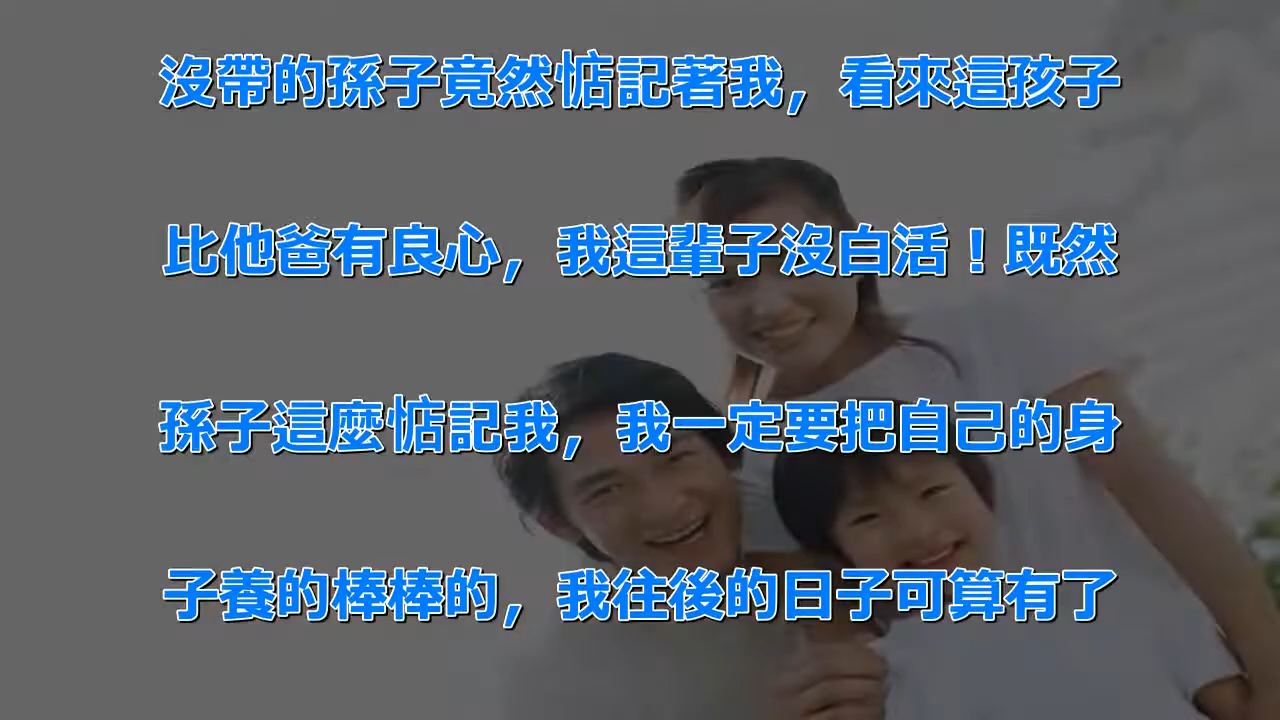 沒帶的孫子竟然惦記著我，看來這孩子
比他爸有良心，我這輩子沒白活！既然
孫子這麼惦記我，我一定要把自己的身
子養的棒棒的，我往後的日子可算有了